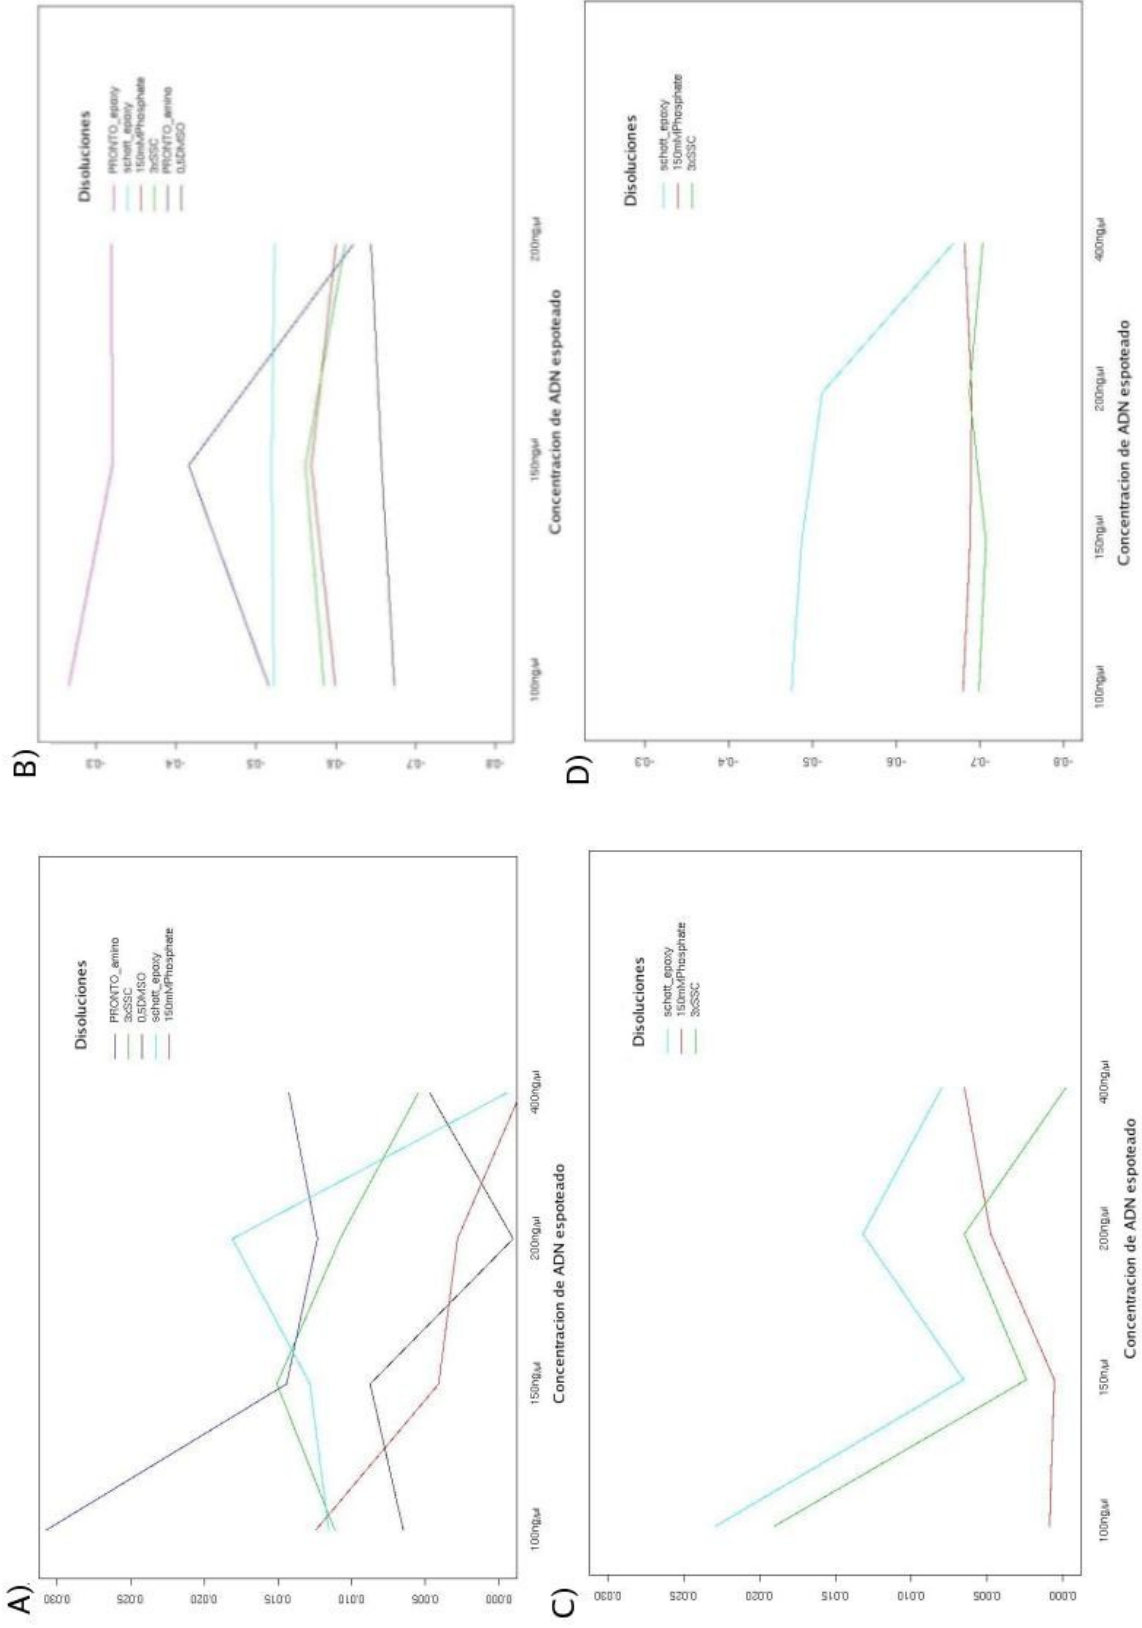 A)
Disoluciones
PRONTO_amino
3xSSC
0,5DMSO
schott_epoxy
150mMPhosphate
0.030
0.025
0.020
0.015
0.010
0.005
0.000
100ng/µl
150ng/µl
200ng/µl
400ng/µl
Concentracion de ADN espoteado
B)
Disoluciones
PRONTO_epoxy
schott_epoxy
150mMPhosphate
3xSSC
PRONTO_amino
0,5DMSO
-0.3
-0.4
-0.5
-0.6
-0.7
-0.8
100ng/µl
150ng/µl
200ng/µl
Concentracion de ADN espoteado
C)
Disoluciones
schott_epoxy
150mMPhosphate
3xSSC
0.030
0.025
0.020
0.015
0.010
0.005
0.000
100ng/µl
150ng/µl
200ng/µl
400ng/µl
Concentracion de ADN espoteado
D)
Disoluciones
schott_epoxy
150mMPhosphate
3xSSC
-0.3
-0.4
-0.5
-0.6
-0.7
-0.8
100ng/µl
150ng/µl
200ng/µl
400ng/µl
Concentracion de ADN espoteado